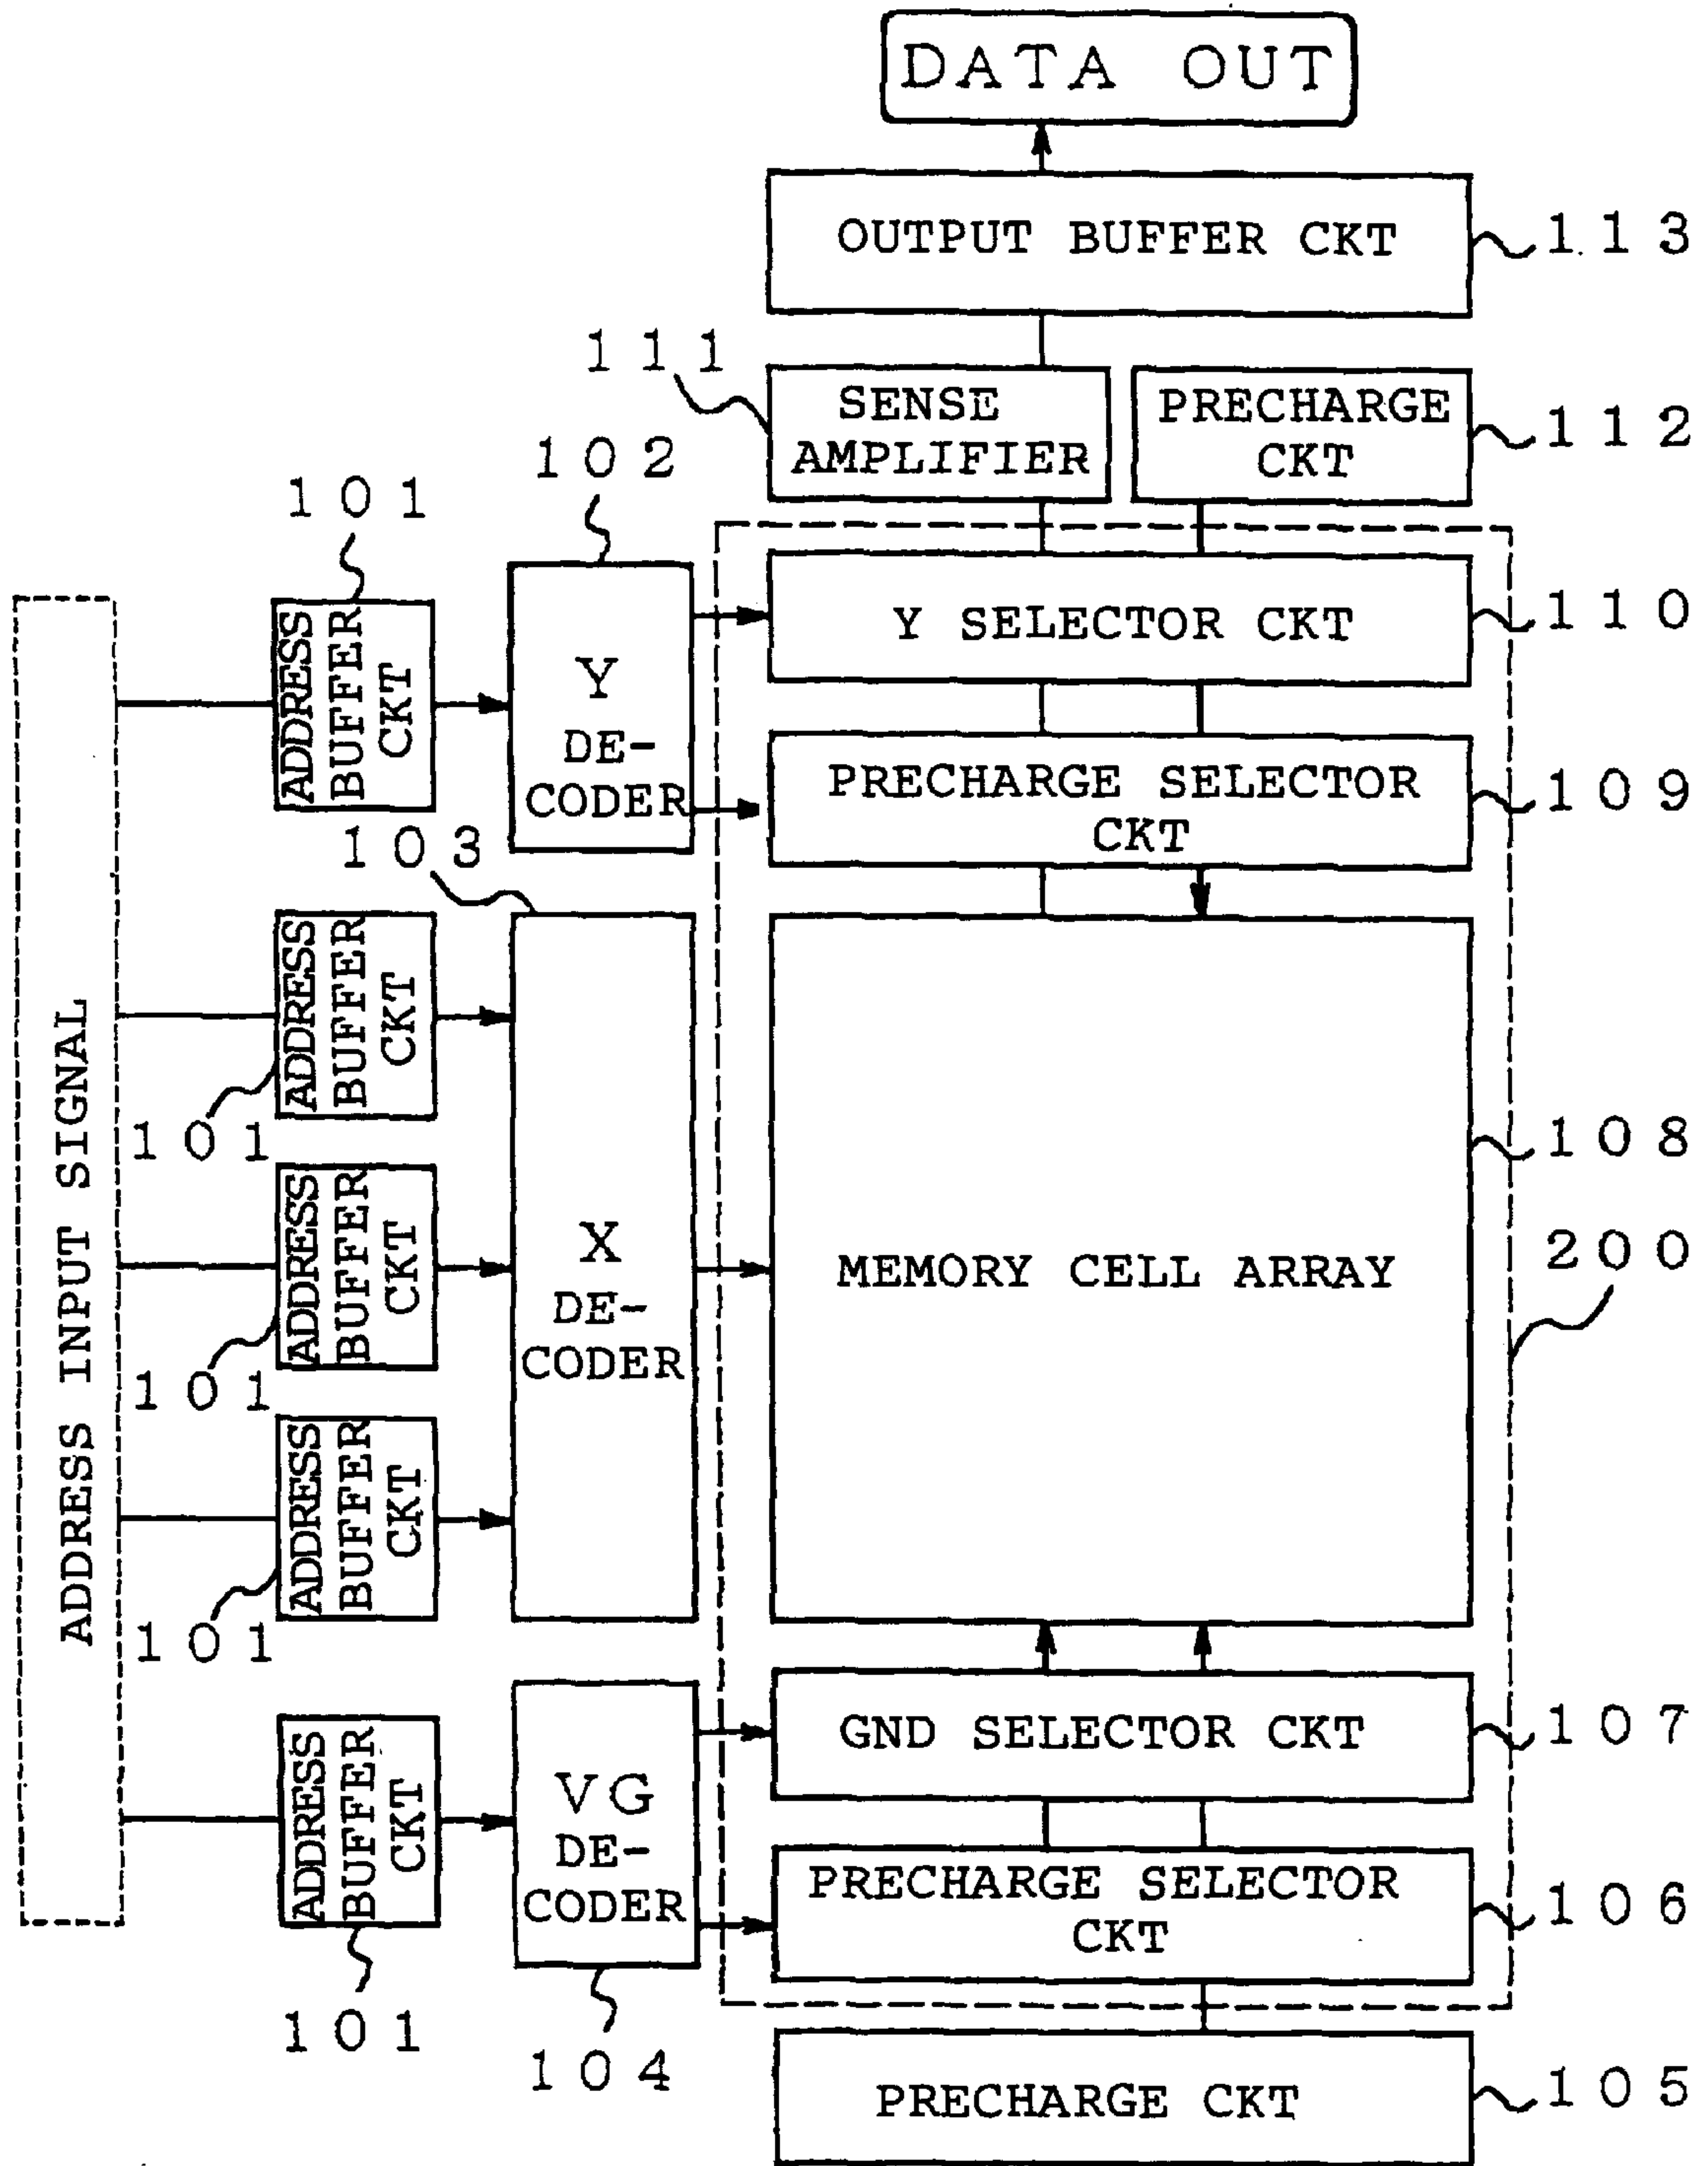 DATA OUT
OUTPUT BUFFER CKT
113
111
SENSE
AMPLIFIER
PRECHARGE
CKT
112
102
101
ADDRESS
BUFFER
CKT
Y
DE-
CODER
Y SELECTOR CKT
110
PRECHARGE SELECTOR
CKT
109
103
ADDRESS INPUT SIGNAL
ADDRESS
BUFFER
CKT
101
ADDRESS
BUFFER
CKT
101
ADDRESS
BUFFER
CKT
101
X
DE-
CODER
MEMORY CELL ARRAY
108
200
ADDRESS
BUFFER
CKT
101
VG
DE-
CODER
104
GND SELECTOR CKT
107
PRECHARGE SELECTOR
CKT
106
PRECHARGE CKT
105